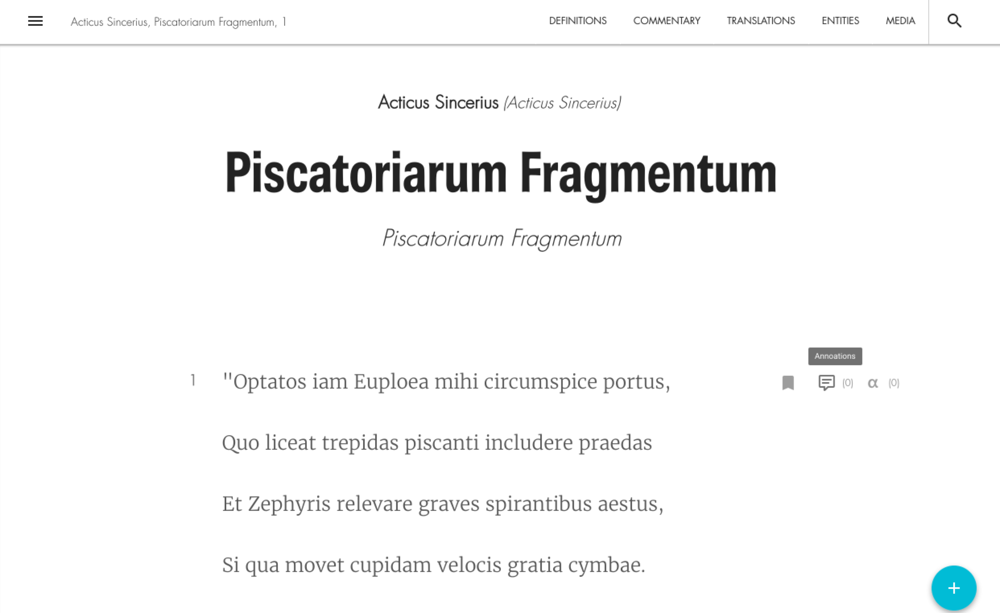 Acticus Sincerius, Piscatoriarum Fragmentum, 1
DEFINITIONS COMMENTARY TRANSLATIONS ENTITIES MEDIA
Acticus Sincerius (Acticus Sincerius)
Piscatoriarum Fragmentum
Piscatoriarum Fragmentum
Annoations
1 "Optatos iam Euploea mihi circumspice portus, (0) α (0)
Quo liceat trepidas piscanti includere praedas
Et Zephyris relevare graves spirantibus aestus,
Si qua movet cupidam velocis gratia cymbae.
+